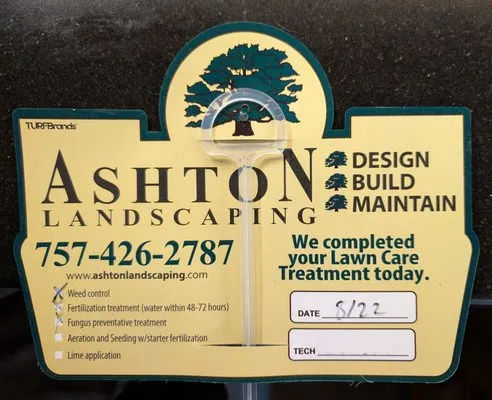 TURFBrands
ASHTON
LANDSCAPING
DESIGN
BUILD
MAINTAIN
757-426-2787
www.ashtonlandscaping.com
Weed control
Fertilization treatment (water within 48-72 hours)
Fungus preventative treatment
Aeration and Seeding w/starter fertilization
Lime application
We completed
your Lawn Care
Treatment today.
DATE 8/22
TECH